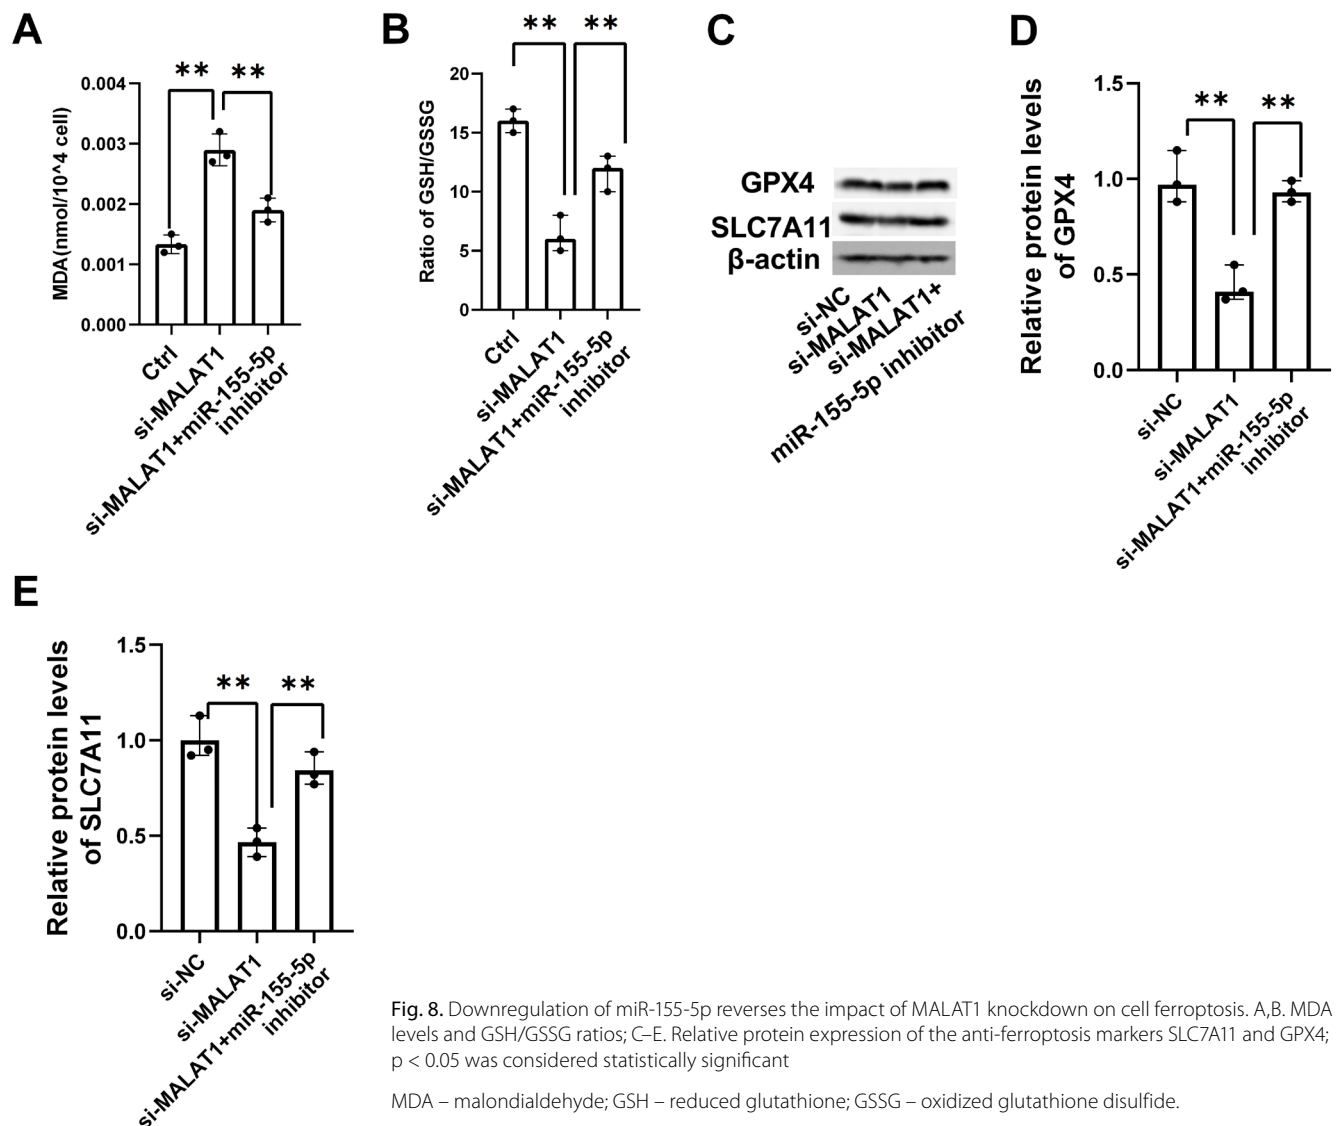 A
MDA(nmol/10^4 cell)
0.004
0.003
0.002
0.001
0.000
** **
Ctrl
si-MALAT1
si-MALAT1+miR-155-5p
inhibitor
B
Ratio of GSH/GSSG
20
15
10
5
0
** **
Ctrl
si-MALAT1
si-MALAT1+miR-155-5p
inhibitor
C
GPX4
SLC7A11
β-actin
si-NC
si-MALAT1
si-MALAT1+
miR-155-5p inhibitor
D
Relative protein levels
of GPX4
1.5
1.0
0.5
0.0
** **
si-NC
si-MALAT1
si-MALAT1+miR-155-5p
inhibitor
E
Relative protein levels
of SLC7A11
1.5
1.0
0.5
0.0
** **
si-NC
si-MALAT1
si-MALAT1+miR-155-5p
inhibitor
Fig. 8. Downregulation of miR-155-5p reverses the impact of MALAT1 knockdown on cell ferroptosis. A,B. MDA
levels and GSH/GSSG ratios; C–E. Relative protein expression of the anti-ferroptosis markers SLC7A11 and GPX4;
p < 0.05 was considered statistically significant
MDA – malondialdehyde; GSH – reduced glutathione; GSSG – oxidized glutathione disulfide.